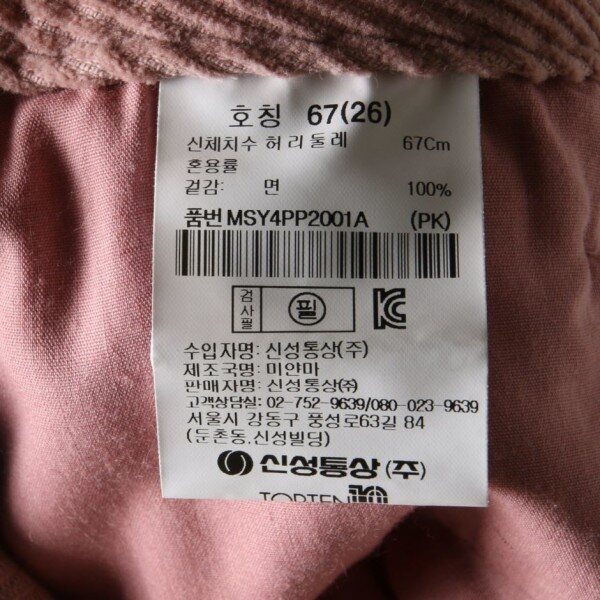 호칭 67(26)
신체치수 허리둘레 67Cm
혼용률
겉감: 면 100%
품번 MSY4PP2001A (PK)
검사필 필 KC
수입자명: 신성통상(주)
제조국명: 미얀마
판매자명: 신성통상㈜
고객상담실: 02-752-9639/080-023-9639
서울시 강동구 풍성로63길 84
(둔촌동,신성빌딩)
신성통상(주)
TOPTEN10